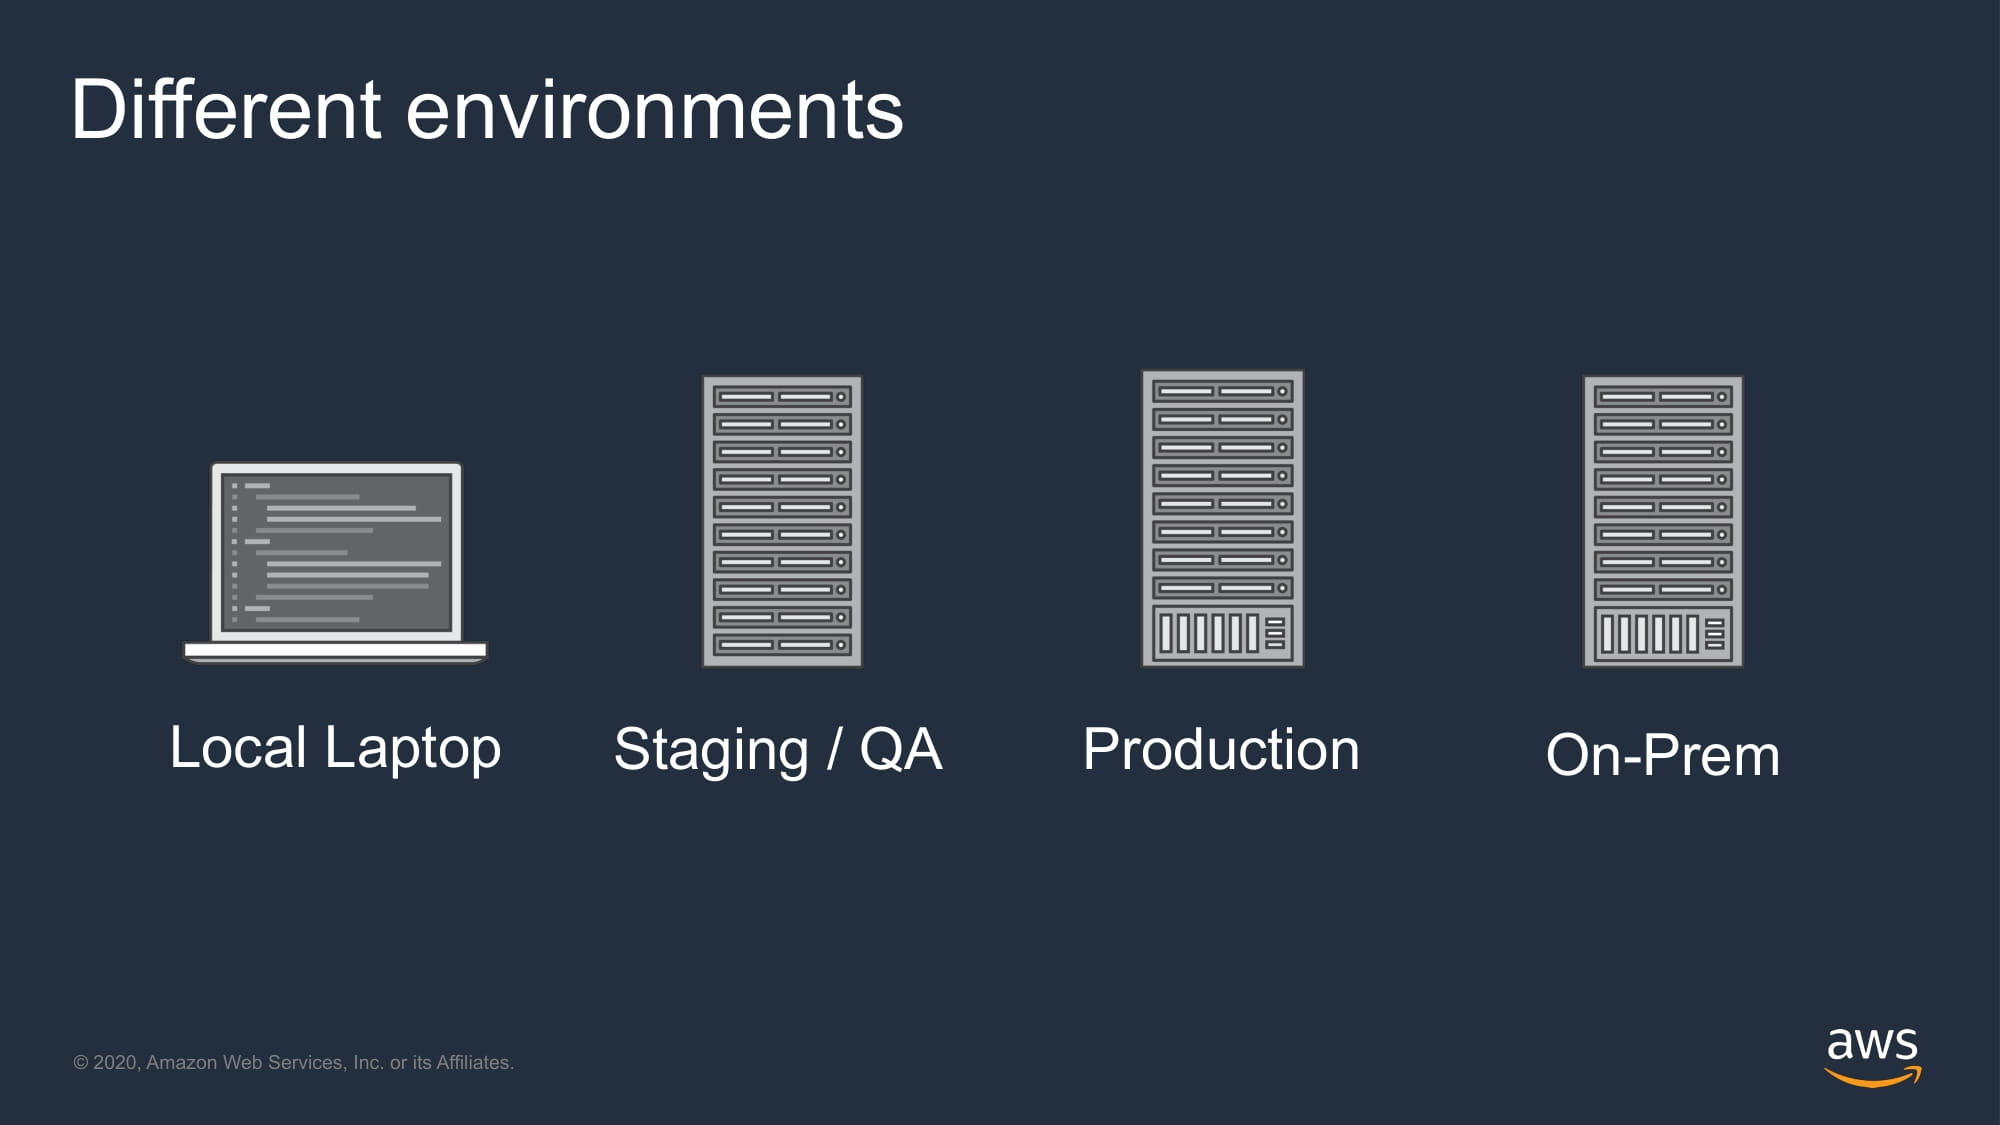 Different environments
Local Laptop
Staging / QA
Production
On-Prem
© 2020, Amazon Web Services, Inc. or its Affiliates.
aws